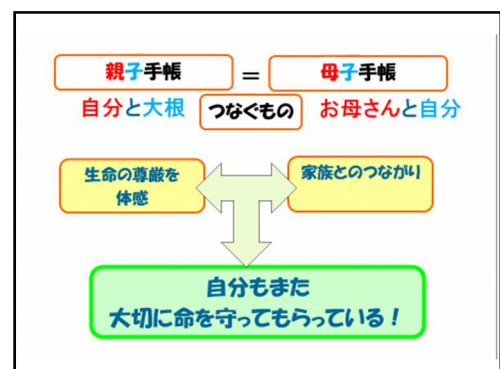 親子手帳 = 母子手帳
自分と大根 つなぐもの お母さんと自分
生命の尊厳を
体感
家族とのつながり
自分もまた
大切に命を守ってもらっている！